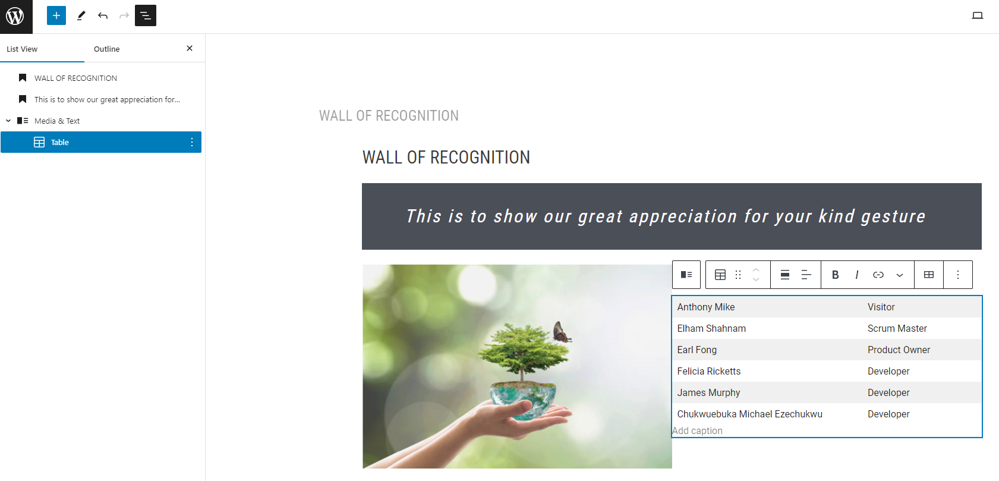 List View
Outline
WALL OF RECOGNITION
This is to show our great appreciation for...
Media & Text
Table
WALL OF RECOGNITION
WALL OF RECOGNITION
This is to show our great appreciation for your kind gesture
B I
Anthony Mike Visitor
Elham Shahnam Scrum Master
Earl Fong Product Owner
Felicia Ricketts Developer
James Murphy Developer
Chukwuebuka Michael Ezechukwu Developer
Add caption